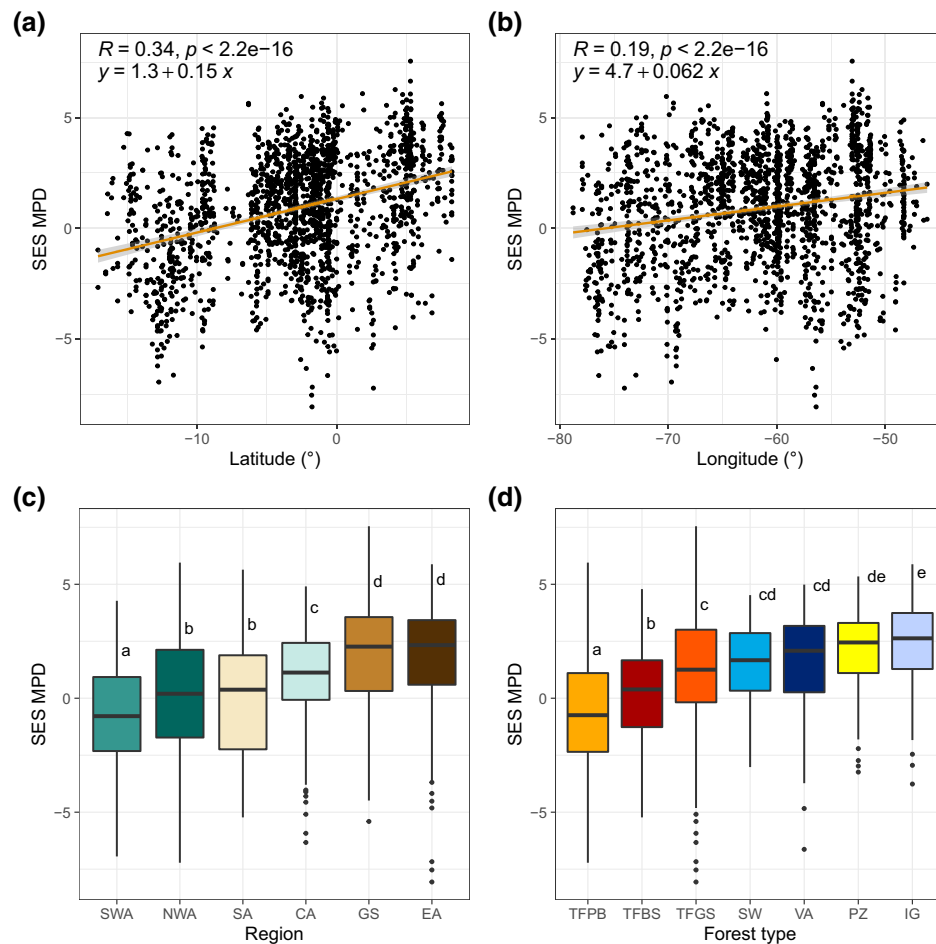 (a)
R = 0.34, p < 2.2e−16
y = 1.3 + 0.15 x
SES MPD
5
0
−5
−10
0
Latitude (°)
(b)
R = 0.19, p < 2.2e−16
y = 4.7 + 0.062 x
SES MPD
5
0
−5
−80
−70
−60
−50
Longitude (°)
(c)
SES MPD
5
0
−5
a
b
b
c
d
d
SWA
NWA
SA
CA
GS
EA
Region
(d)
SES MPD
5
0
−5
a
b
c
cd
cd
de
e
TFPB
TFBS
TFGS
SW
VA
PZ
IG
Forest type